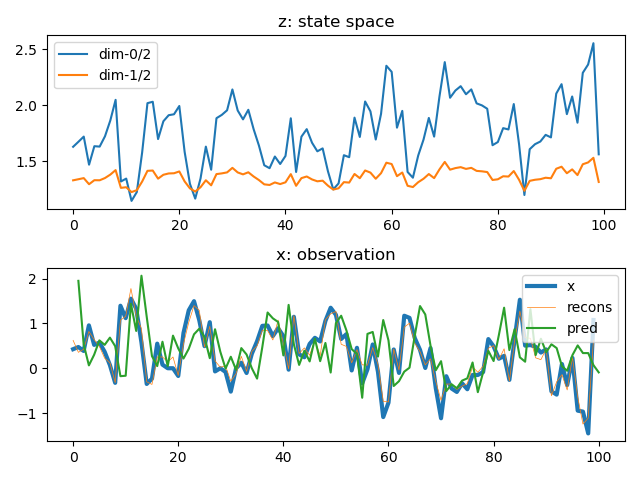 z: state space
dim-0/2
dim-1/2
2.5
2.0
1.5
0 20 40 60 80 100
x: observation
x
recons
pred
2
1
0
−1
0 20 40 60 80 100